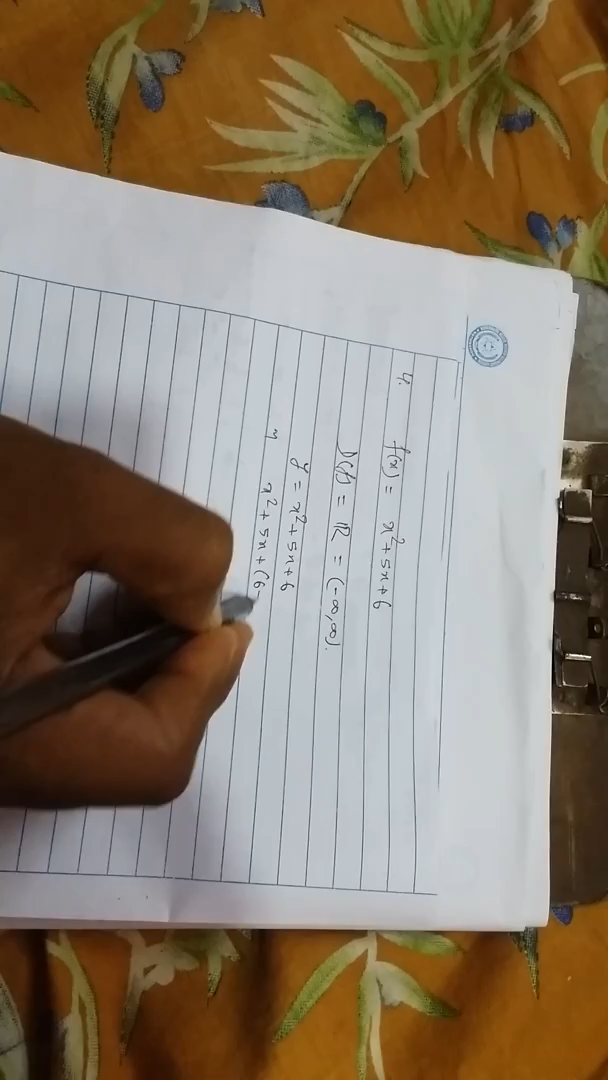 4. f(x) = x² + 5x + 6
D(f) = ℝ = (-∞, ∞).
y = x² + 5x + 6
x² + 5x + (6 -